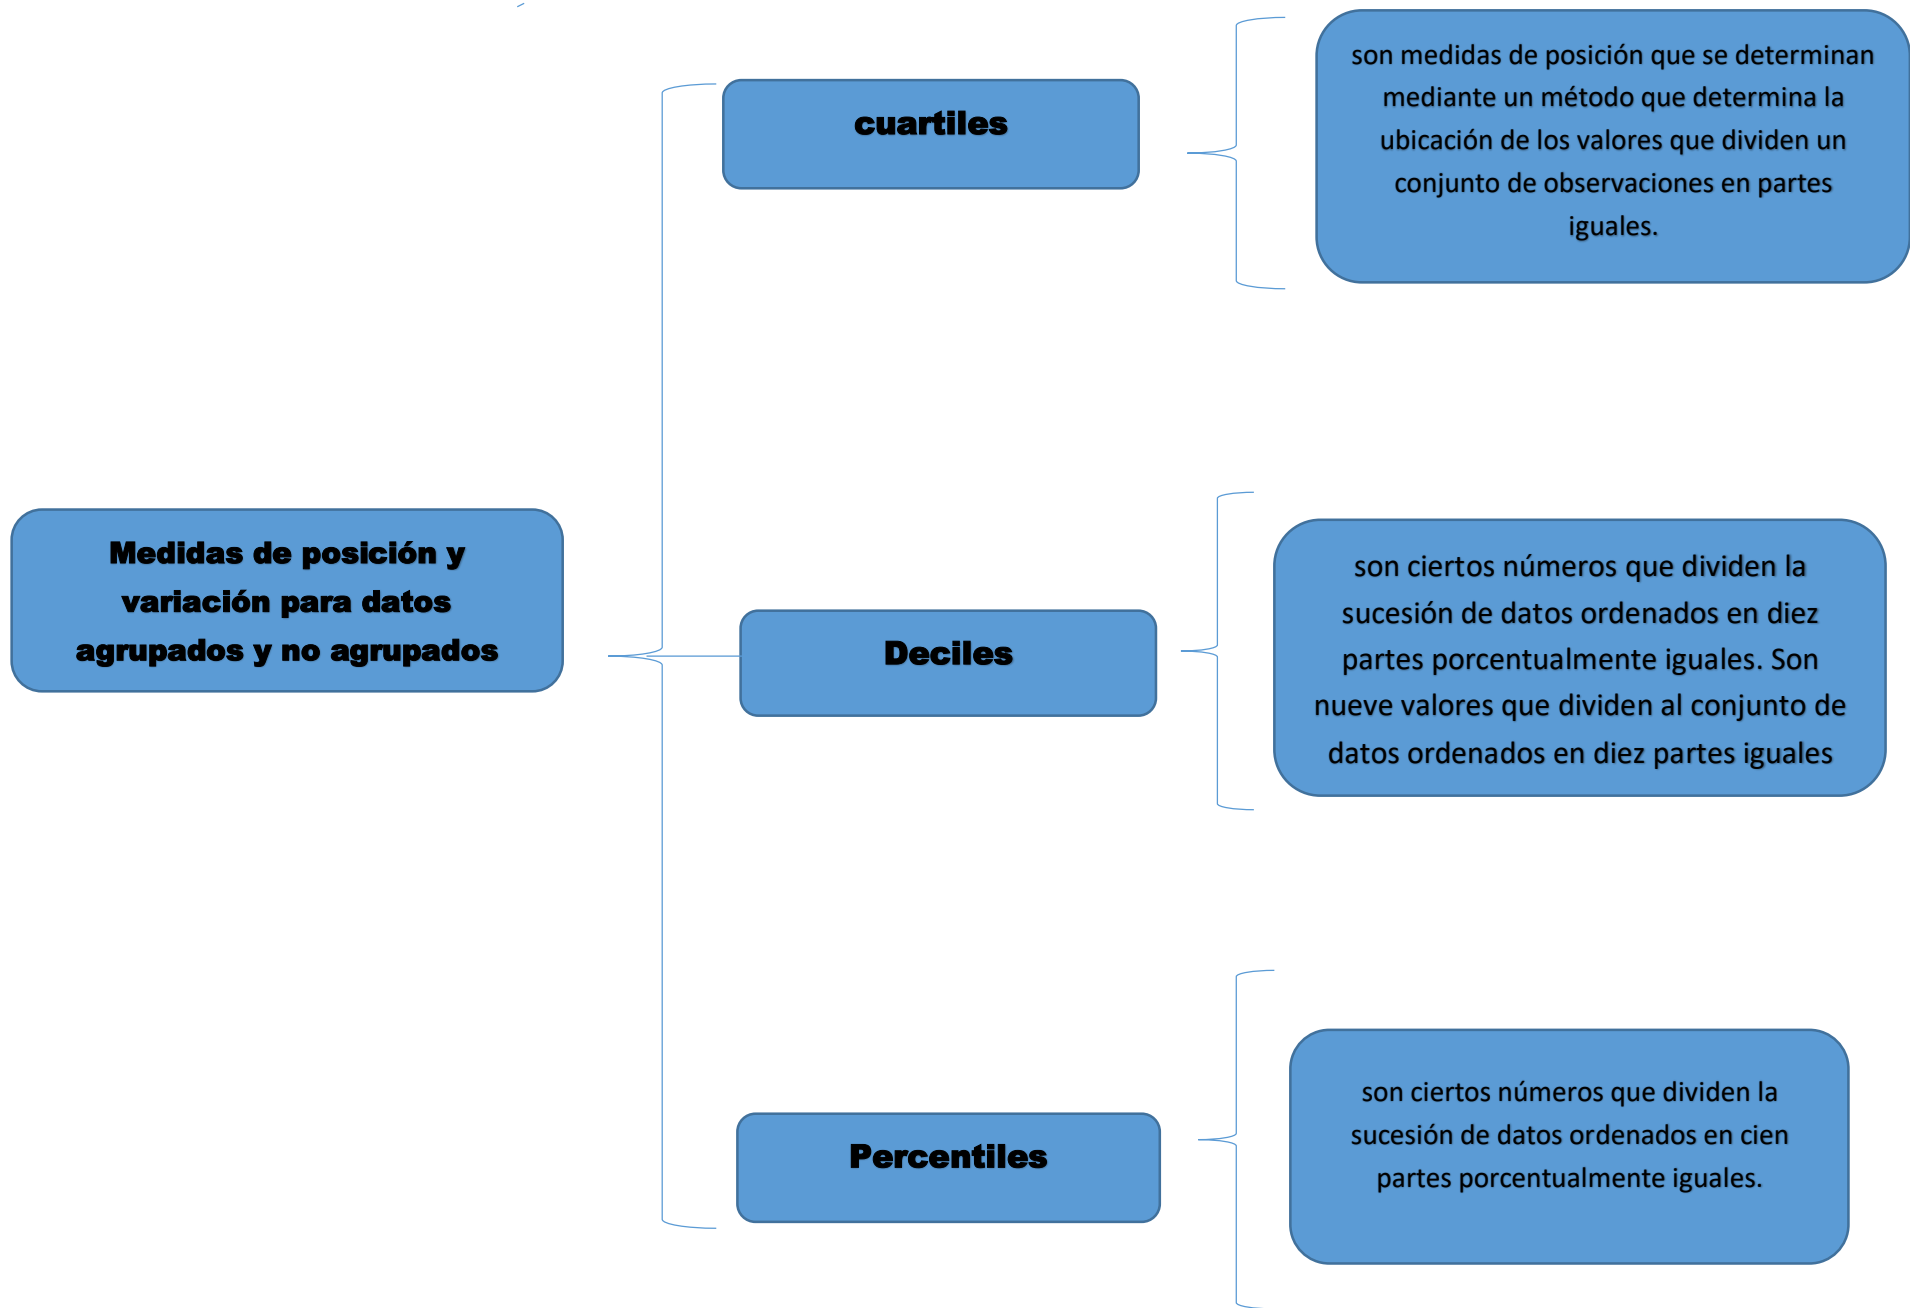 Medidas de posición y
variación para datos
agrupados y no agrupados
cuartiles
son medidas de posición que se determinan
mediante un método que determina la
ubicación de los valores que dividen un
conjunto de observaciones en partes
iguales.
Deciles
son ciertos números que dividen la
sucesión de datos ordenados en diez
partes porcentualmente iguales. Son
nueve valores que dividen al conjunto de
datos ordenados en diez partes iguales
Percentiles
son ciertos números que dividen la
sucesión de datos ordenados en cien
partes porcentualmente iguales.